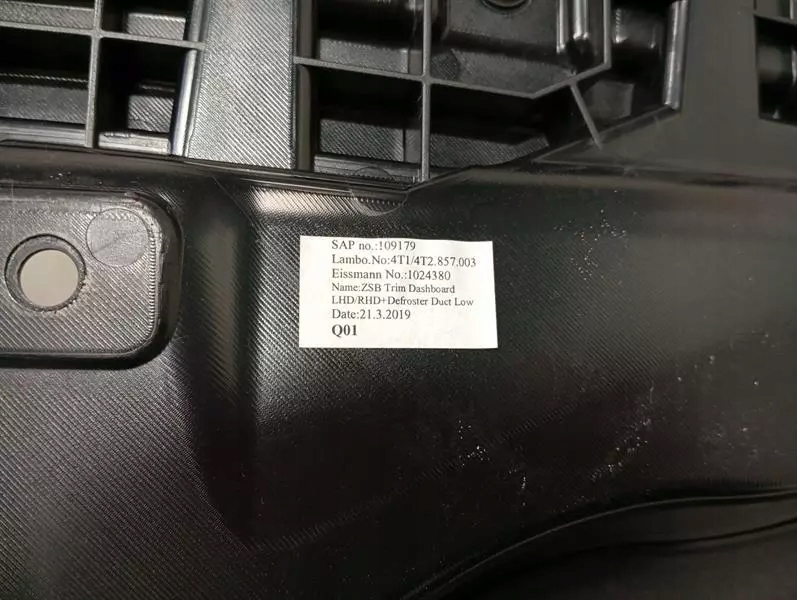 SAP no.:109179
Lambo.No:4T1/4T2.857.003
Eissmann No.:1024380
Name:ZSB Trim Dashboard
LHD/RHD+Defroster Duct Low
Date:21.3.2019
Q01